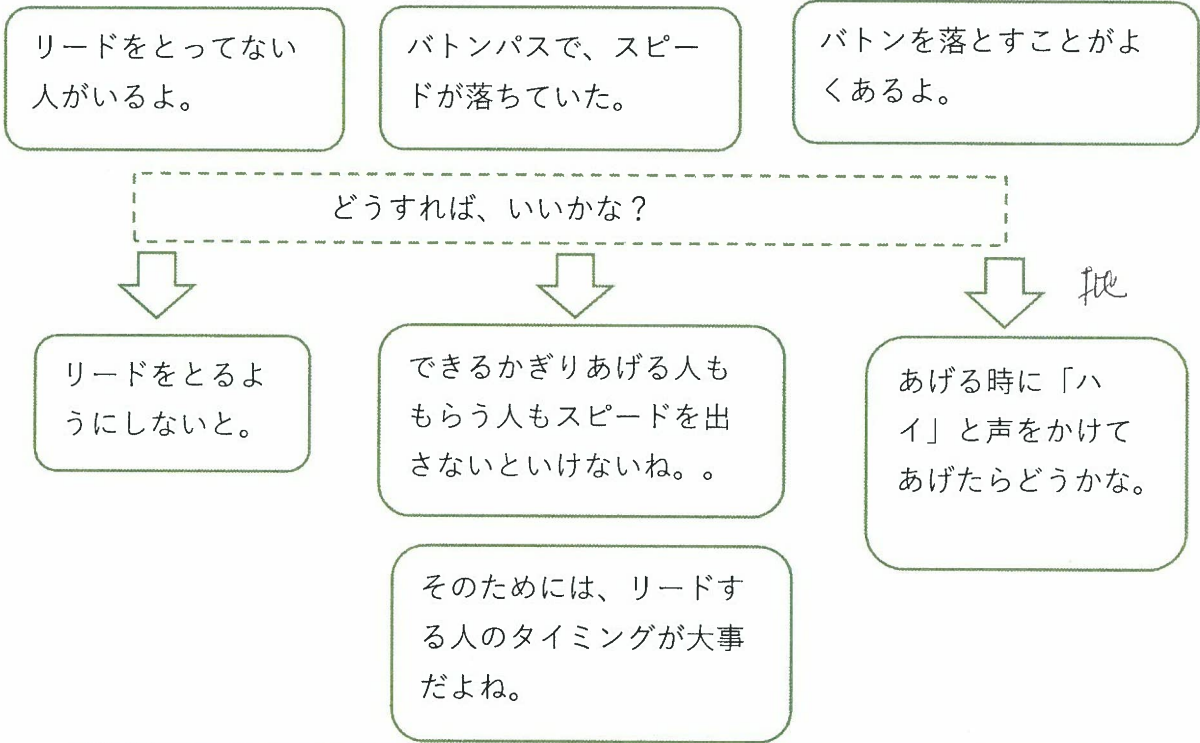 リードをとってない
人がいるよ。
バトンパスで、スピー
ドが落ちていた。
バトンを落とすことがよ
くあるよ。
どうすれば、いいかな？
リードをとるよ
うにしないと。
できるかぎりあげる人も
もらう人もスピードを出
さないといけないね。。
あげる時に「ハ
イ」と声をかけて
あげたらどうかな。
そのためには、リードす
る人のタイミングが大事
だよね。